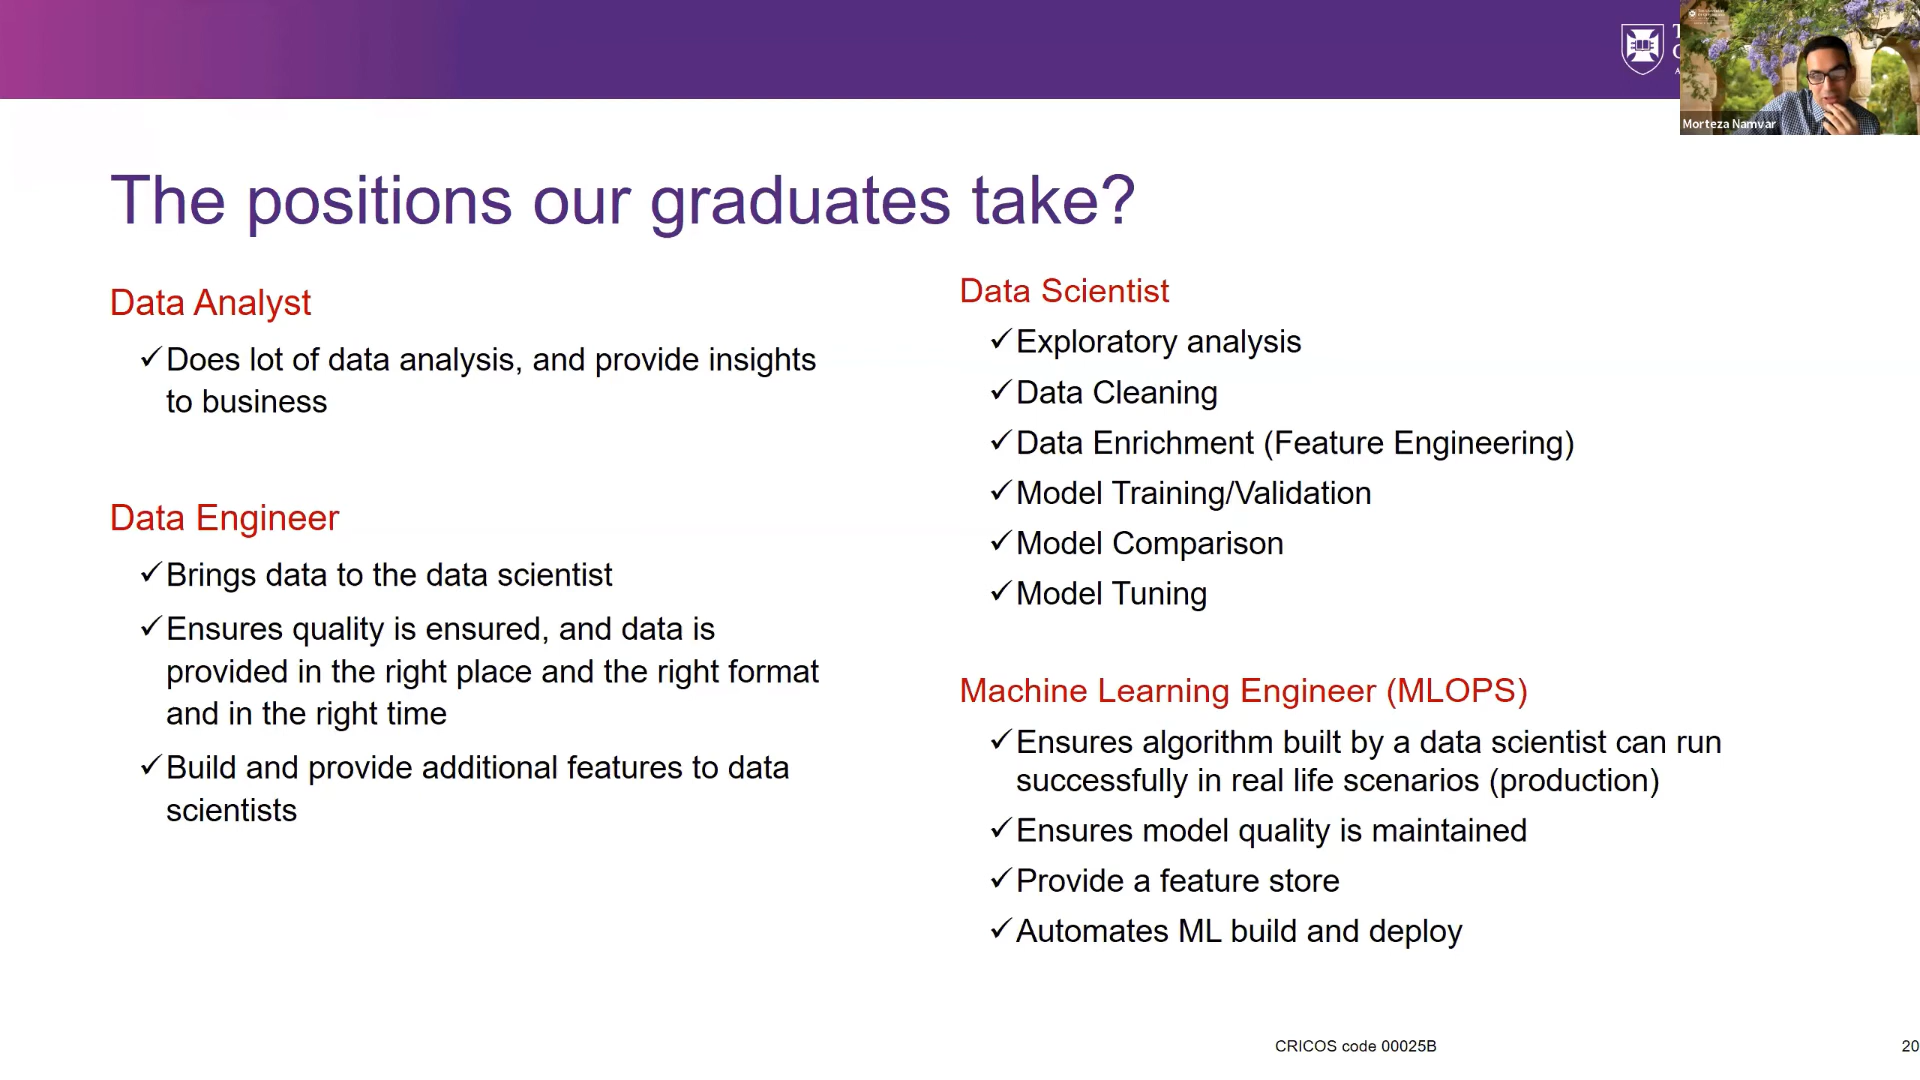 Morteza Namvar
The positions our graduates take?
Data Analyst
✓Does lot of data analysis, and provide insights
to business
Data Engineer
✓Brings data to the data scientist
✓Ensures quality is ensured, and data is
provided in the right place and the right format
and in the right time
✓Build and provide additional features to data
scientists
Data Scientist
✓Exploratory analysis
✓Data Cleaning
✓Data Enrichment (Feature Engineering)
✓Model Training/Validation
✓Model Comparison
✓Model Tuning
Machine Learning Engineer (MLOPS)
✓Ensures algorithm built by a data scientist can run
successfully in real life scenarios (production)
✓Ensures model quality is maintained
✓Provide a feature store
✓Automates ML build and deploy
CRICOS code 00025B
20